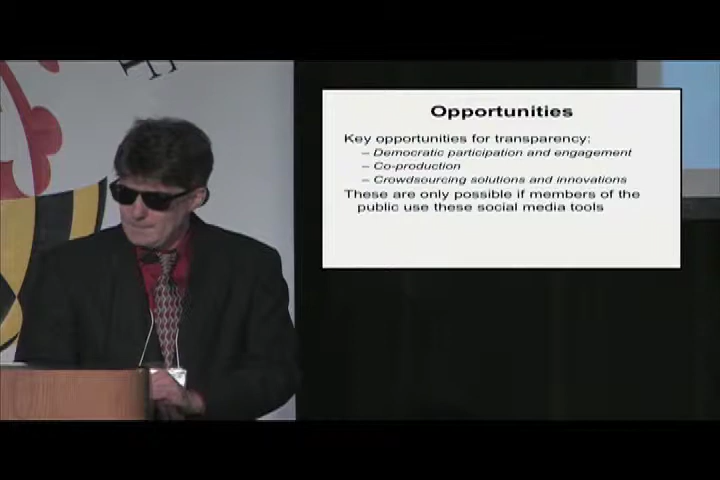 Opportunities
Key opportunities for transparency:
– Democratic participation and engagement
– Co-production
– Crowdsourcing solutions and innovations
These are only possible if members of the
public use these social media tools